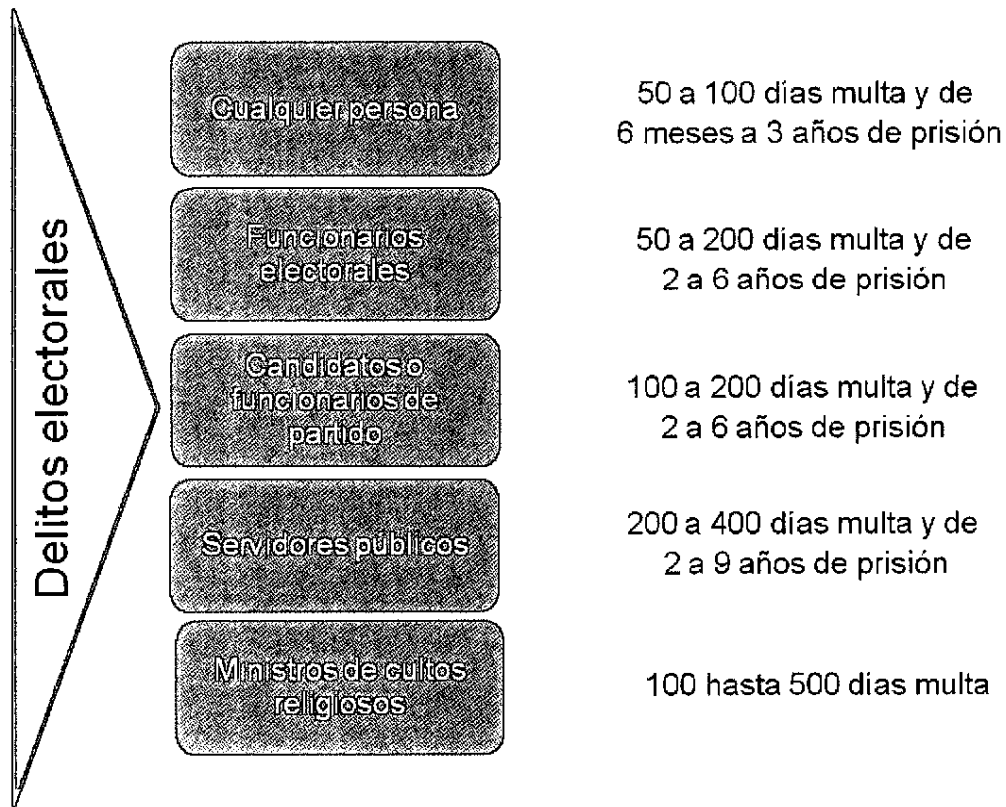 Delitos electorales
Cualquier persona
50 a 100 días multa y de
6 meses a 3 años de prisión
Funcionarios
electorales
50 a 200 días multa y de
2 a 6 años de prisión
Candidatos o
funcionarios de
partido
100 a 200 días multa y de
2 a 6 años de prisión
Servidores públicos
200 a 400 días multa y de
2 a 9 años de prisión
Ministros de cultos
religiosos
100 hasta 500 días multa